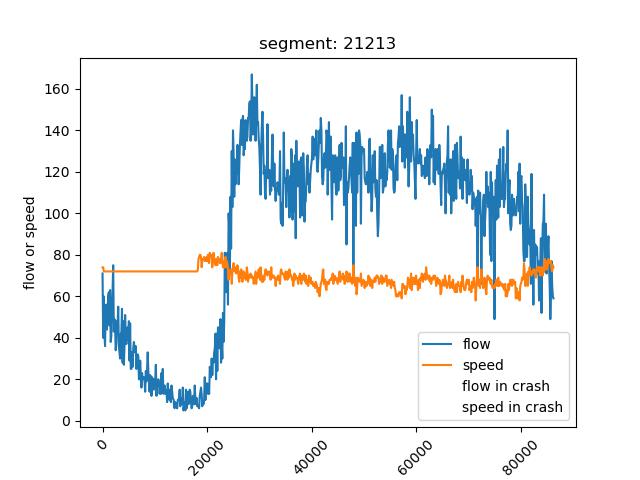 segment: 21213
160
140
120
100
80
60
40
20
0
flow or speed
flow
speed
flow in crash
speed in crash
0
20000
40000
60000
80000